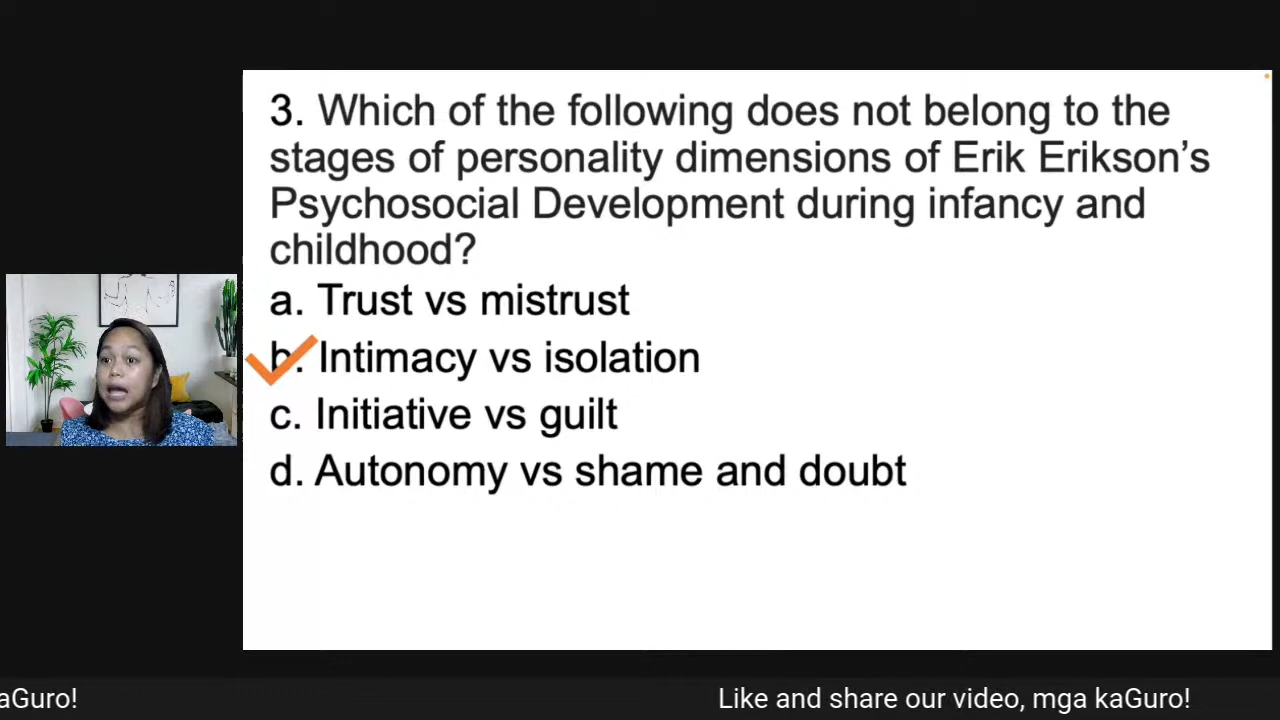 3. Which of the following does not belong to the
stages of personality dimensions of Erik Erikson’s
Psychosocial Development during infancy and
childhood?
a. Trust vs mistrust
b. Intimacy vs isolation
c. Initiative vs guilt
d. Autonomy vs shame and doubt
aGuro!
Like and share our video, mga kaGuro!